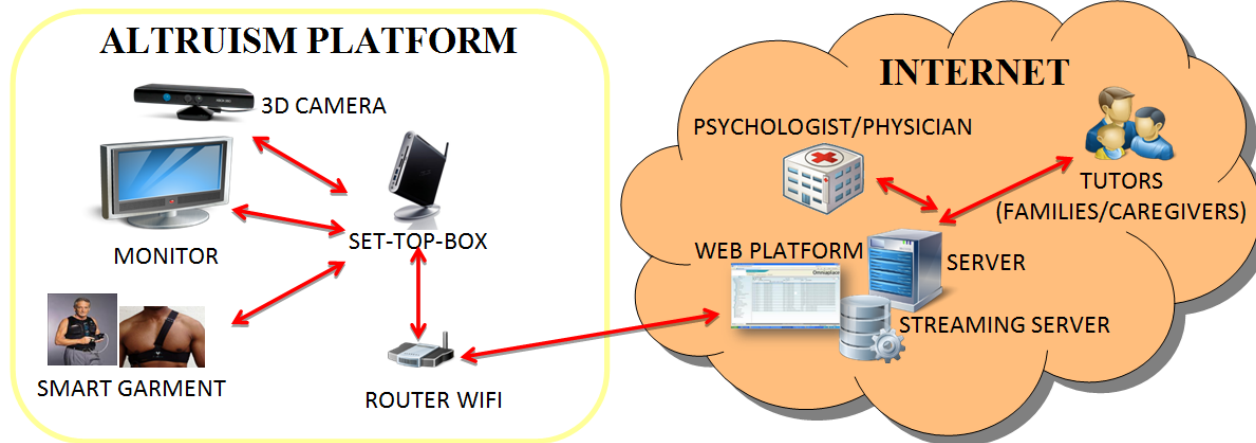 ALTRUISM PLATFORM
3D CAMERA
MONITOR
SET-TOP-BOX
SMART GARMENT
ROUTER WIFI
INTERNET
PSYCHOLOGIST/PHYSICIAN
TUTORS
(FAMILIES/CAREGIVERS)
WEB PLATFORM
SERVER
STREAMING SERVER